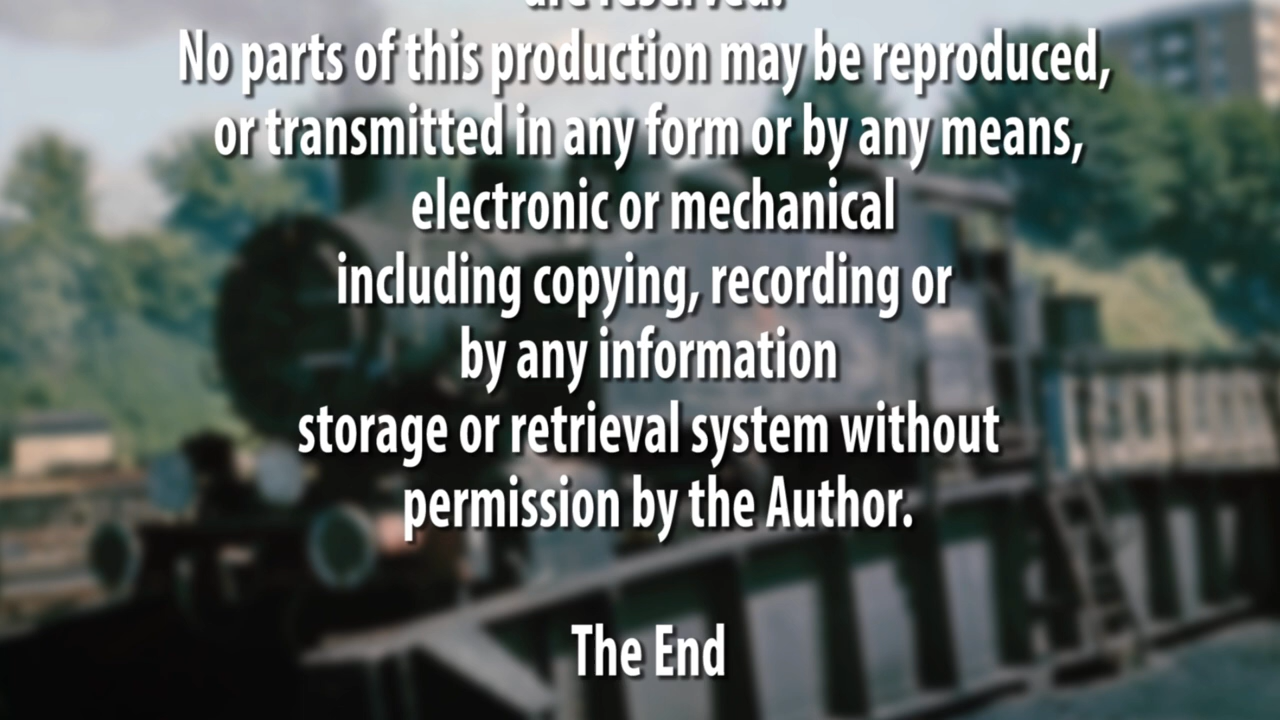 are reserved.
No parts of this production may be reproduced,
or transmitted in any form or by any means,
electronic or mechanical
including copying, recording or
by any information
storage or retrieval system without
permission by the Author.
The End